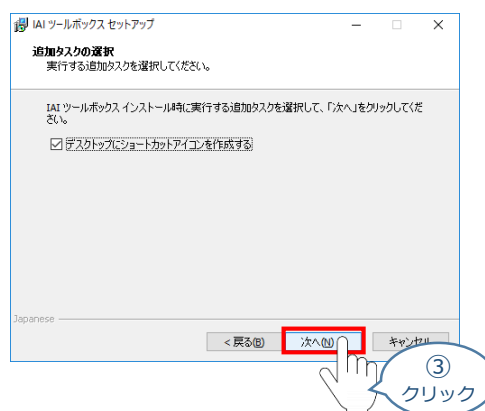 IAI ツールボックス セットアップ
追加タスクの選択
実行する追加タスクを選択してください。
IAI ツールボックス インストール時に実行する追加タスクを選択して、「次へ」をクリックしてくだ
さい。
デスクトップにショートカットアイコンを作成する
Japanese
< 戻る(B) 次へ(N) キャンセル
③
クリック